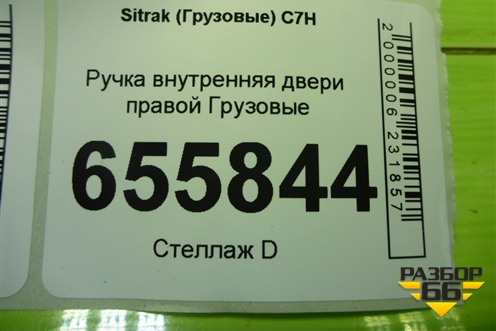 Sitrak (Грузовые) C7H
Ручка внутренняя двери
правой Грузовые
655844
Стеллаж D
2000006231857
РАЗБОР
66